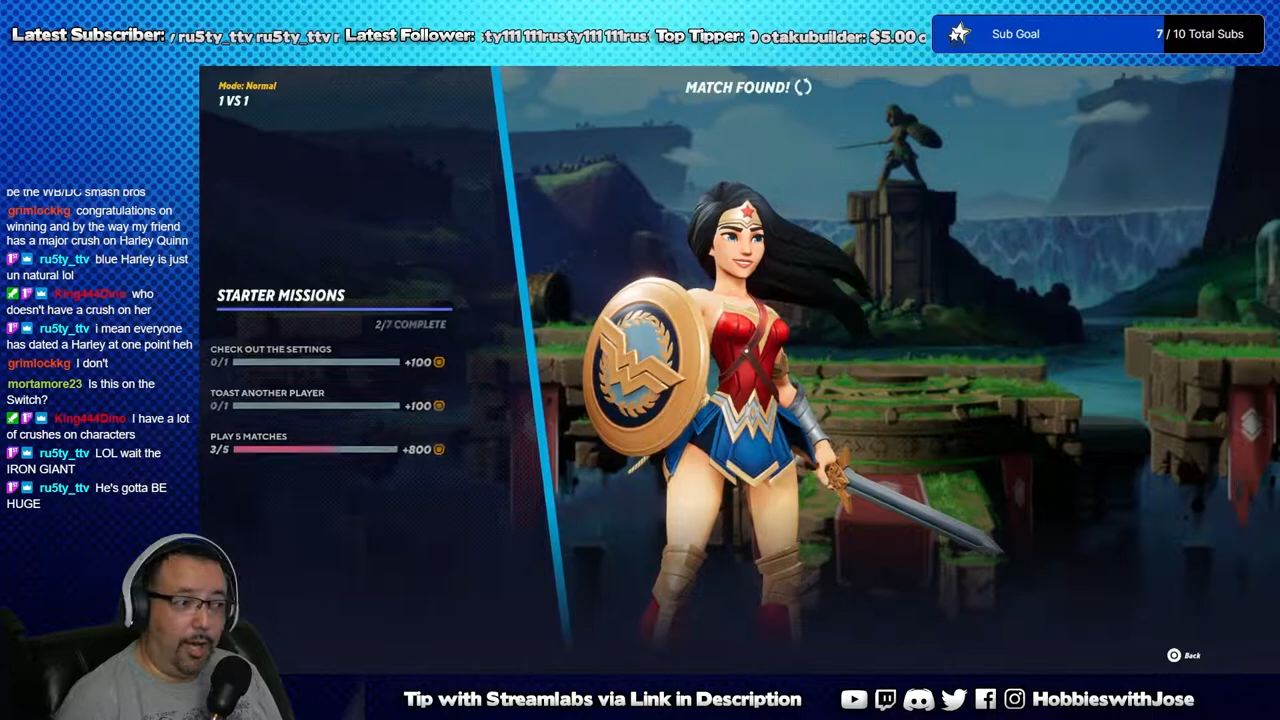 Latest Subscriber: / ru5ty_ttv ru5ty_ttv r Latest Follower: :ty111 111rusty111 111rus Top Tipper: 0 otakubuilder: $5.00 c
Sub Goal 7 / 10 Total Subs
Mode: Normal
1 VS 1
MATCH FOUND!
be the WB/DC smash bros
grimlockkg congratulations on
winning and by the way my friend
has a major crush on Harley Quinn
ru5ty_ttv blue Harley is just
un natural lol
King444Dino who
doesn't have a crush on her
ru5ty_ttv i mean everyone
has dated a Harley at one point heh
grimlockkg I don't
mortamore23 Is this on the
Switch?
King444Dino I have a lot
of crushes on characters
ru5ty_ttv LOL wait the
IRON GIANT
ru5ty_ttv He's gotta BE
HUGE
STARTER MISSIONS
2/7 COMPLETE
CHECK OUT THE SETTINGS
0/1 +100
TOAST ANOTHER PLAYER
0/1 +100
PLAY 5 MATCHES
3/5 +800
Back
Tip with Streamlabs via Link in Description HobbieswithJose